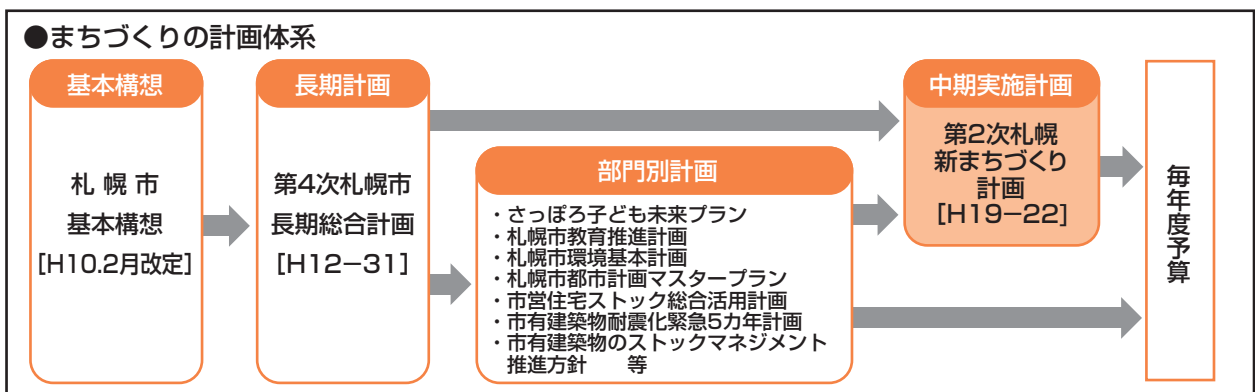 ●まちづくりの計画体系
基本構想
札 幌 市
基本構想
[H10.2月改定]
長期計画
第4次札幌市
長期総合計画
[H12−31]
部門別計画
・さっぽろ子ども未来プラン
・札幌市教育推進計画
・札幌市環境基本計画
・札幌市都市計画マスタープラン
・市営住宅ストック総合活用計画
・市有建築物耐震化緊急5カ年計画
・市有建築物のストックマネジメント
推進方針　　等
中期実施計画
第2次札幌
新まちづくり
計画
[H19−22]
毎年度予算